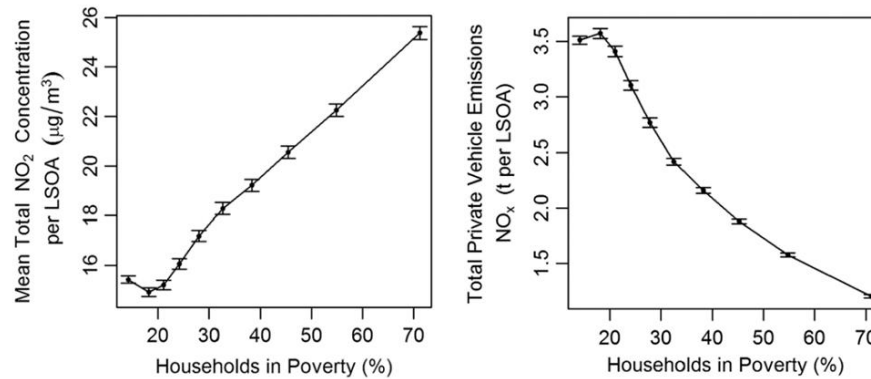 Mean Total NO₂ Concentration
per LSOA (μg/m³)
26
24
22
20
18
16
20 30 40 50 60 70
Households in Poverty (%)
Total Private Vehicle Emissions
NOₓ (t per LSOA)
3.5
3.0
2.5
2.0
1.5
20 30 40 50 60 70
Households in Poverty (%)